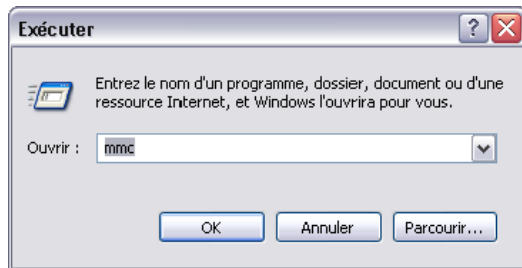 Exécuter
Entrez le nom d'un programme, dossier, document ou d'une
ressource Internet, et Windows l'ouvrira pour vous.
Ouvrir : mmc
OK Annuler Parcourir...